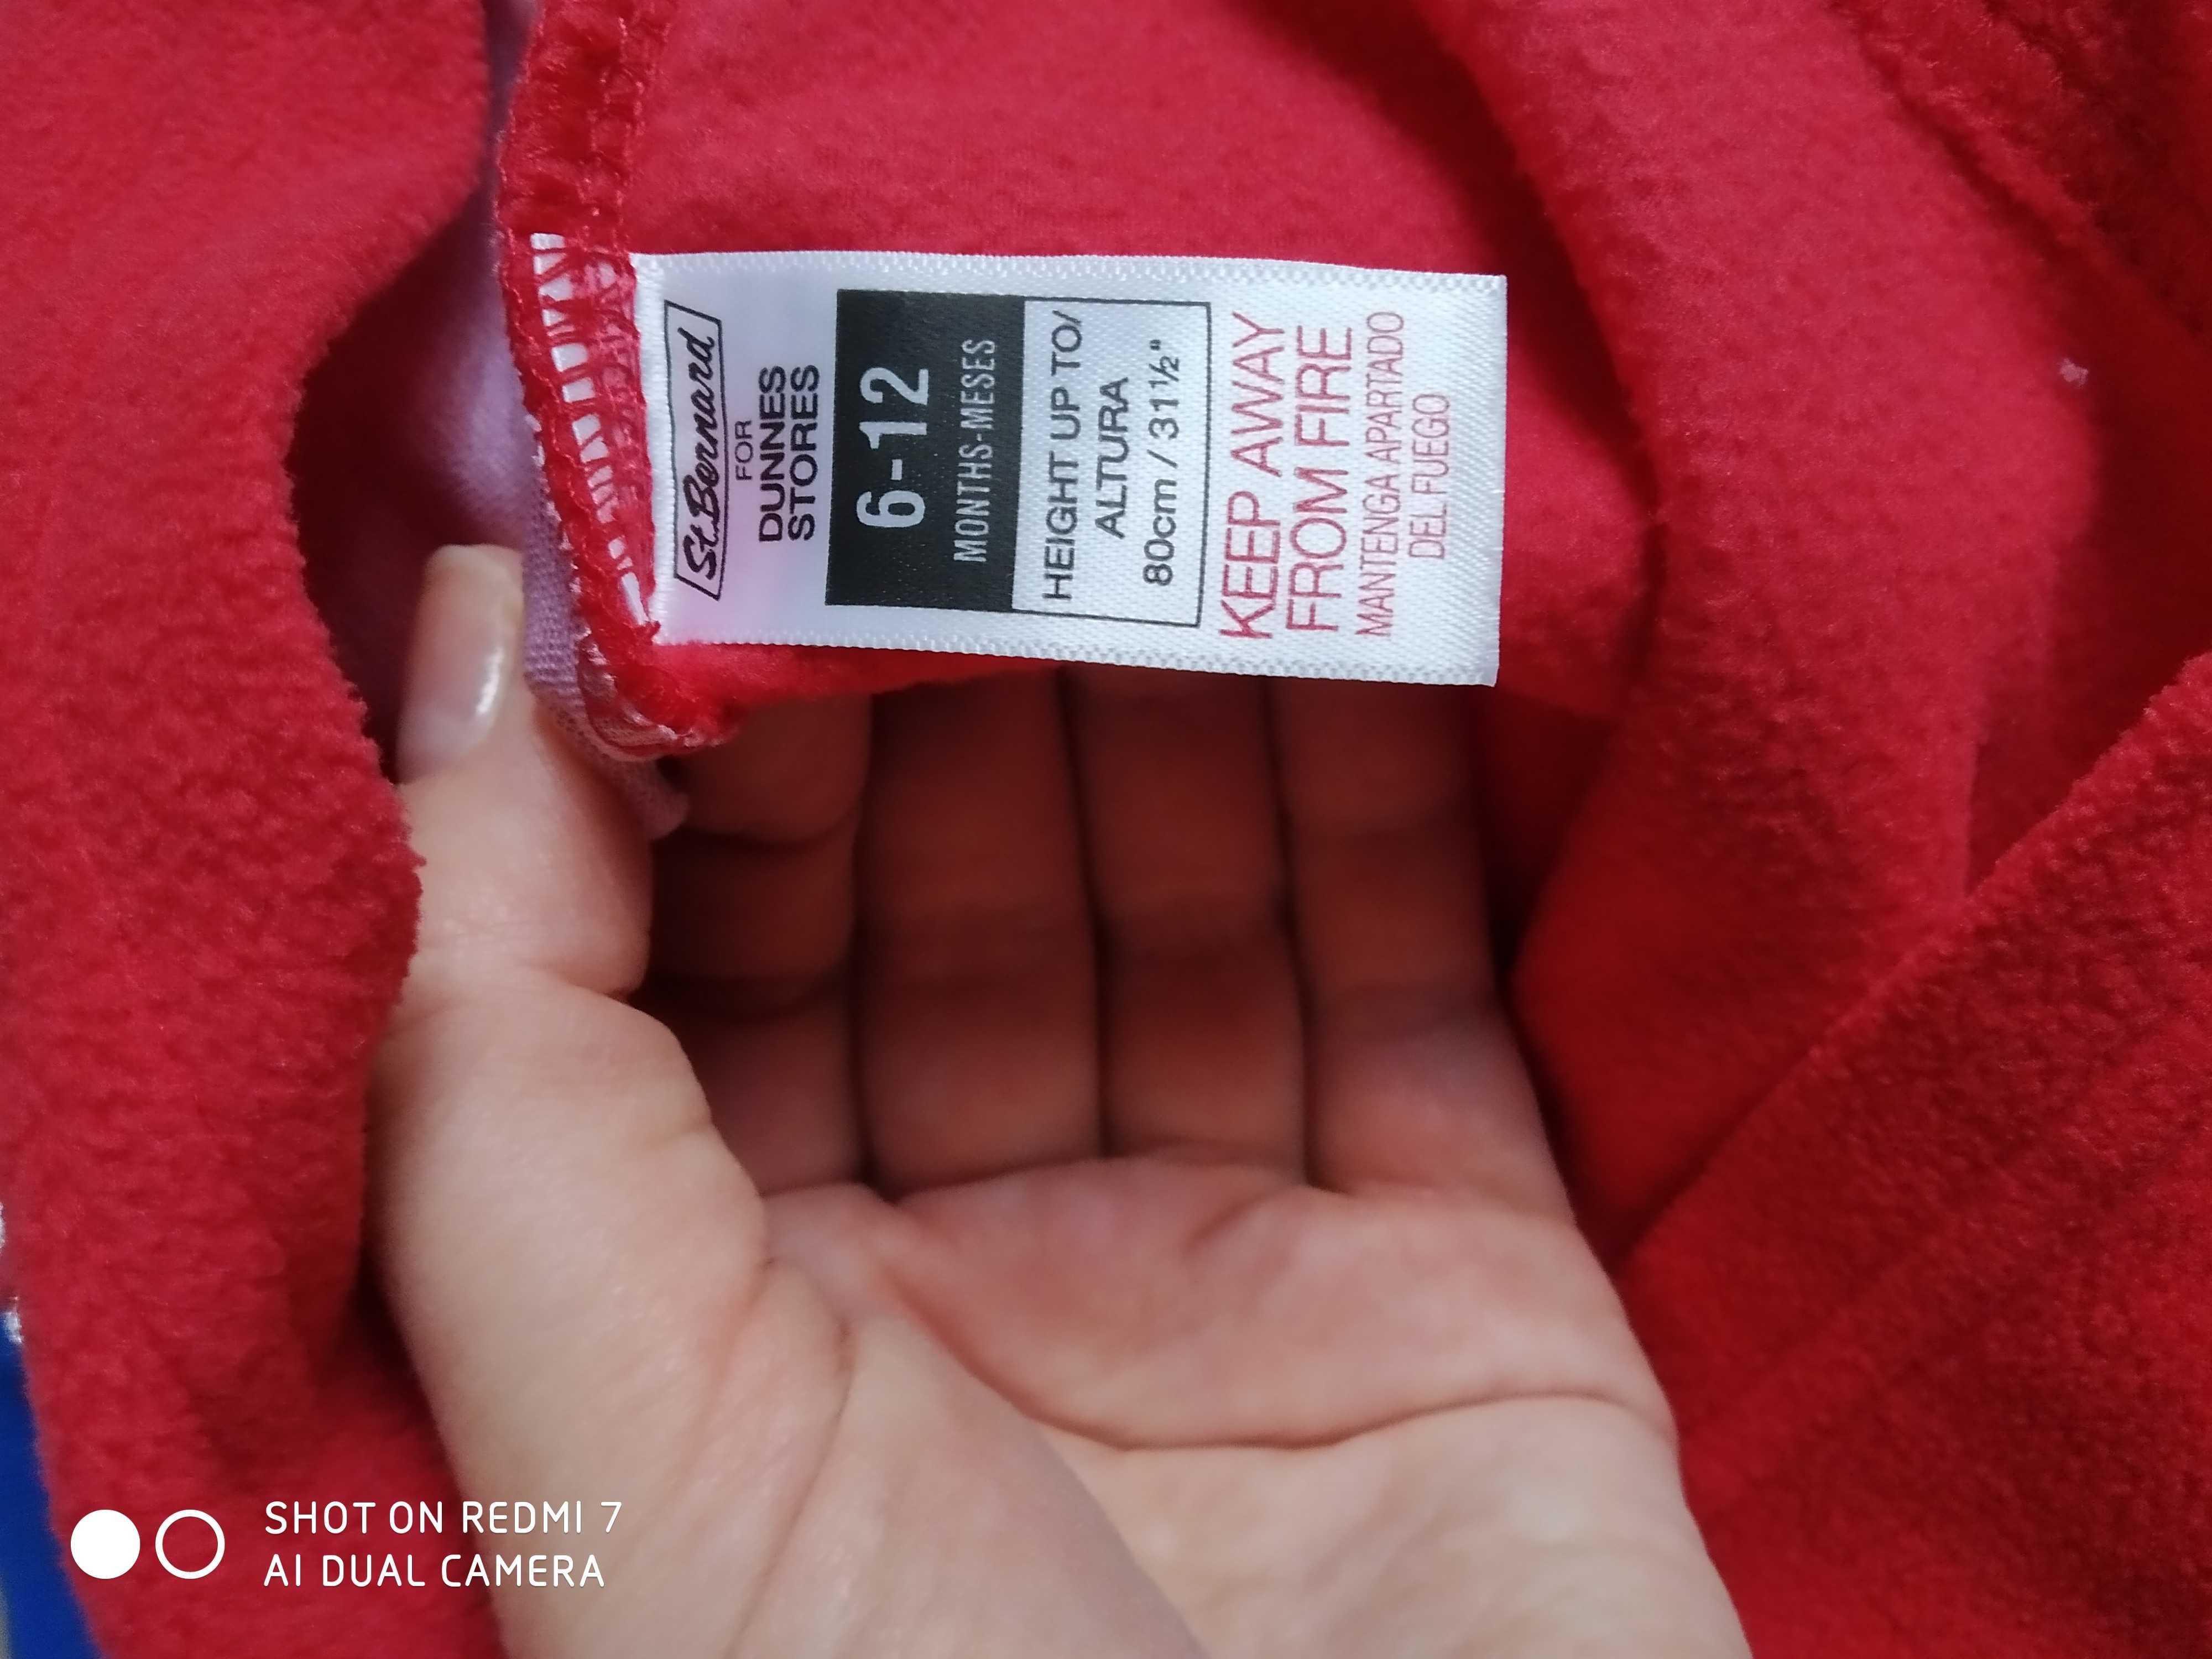 St.Bernard
FOR
DUNNES
STORES
6-12
MONTHS-MESES
HEIGHT UP TO/
ALTURA
80cm / 31½"
KEEP AWAY
FROM FIRE
MANTENGA APARTADO
DEL FUEGO
SHOT ON REDMI 7
AI DUAL CAMERA